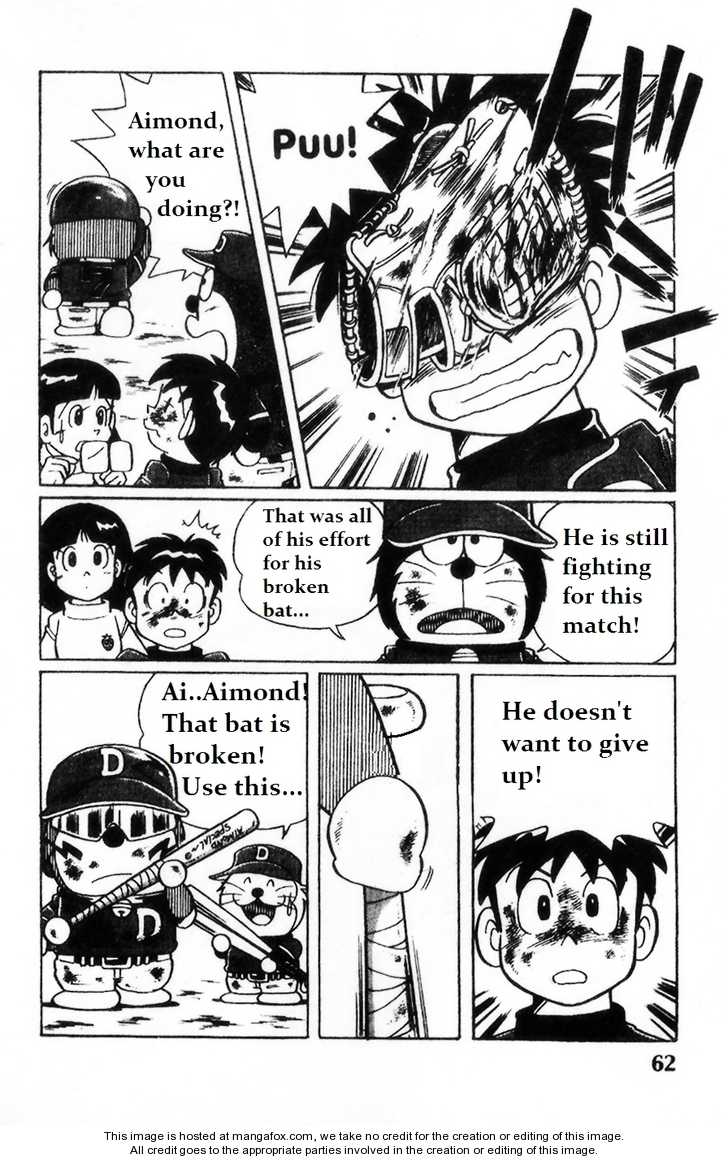 Aimond,
what are
you
doing?!
Puu!
That was all
of his effort
for his
broken
bat...
He is still
fighting
for this
match!
Ai..Aimond!
That bat is
broken!
Use this...
D
AIMOND
SPECIAL
D
D
He doesn't
want to give
up!
62
This image is hosted at mangafox.com, we take no credit for the creation or editing of this image.
All credit goes to the appropriate parties involved in the creation or editing of this image.